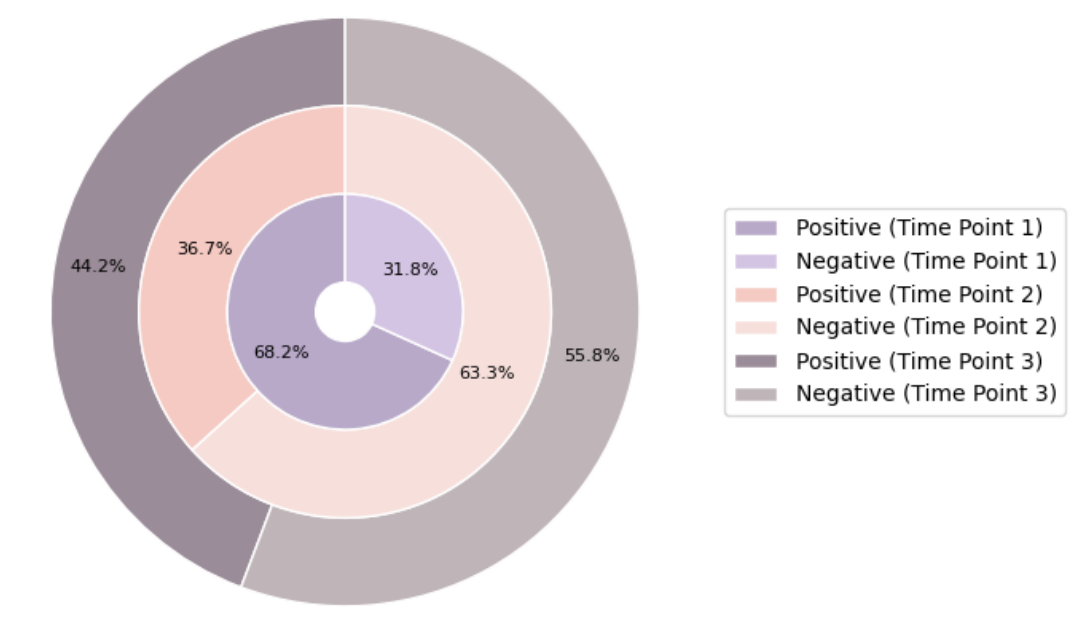 36.7%
44.2%
31.8%
68.2%
55.8%
63.3%
Positive (Time Point 1)
Negative (Time Point 1)
Positive (Time Point 2)
Negative (Time Point 2)
Positive (Time Point 3)
Negative (Time Point 3)